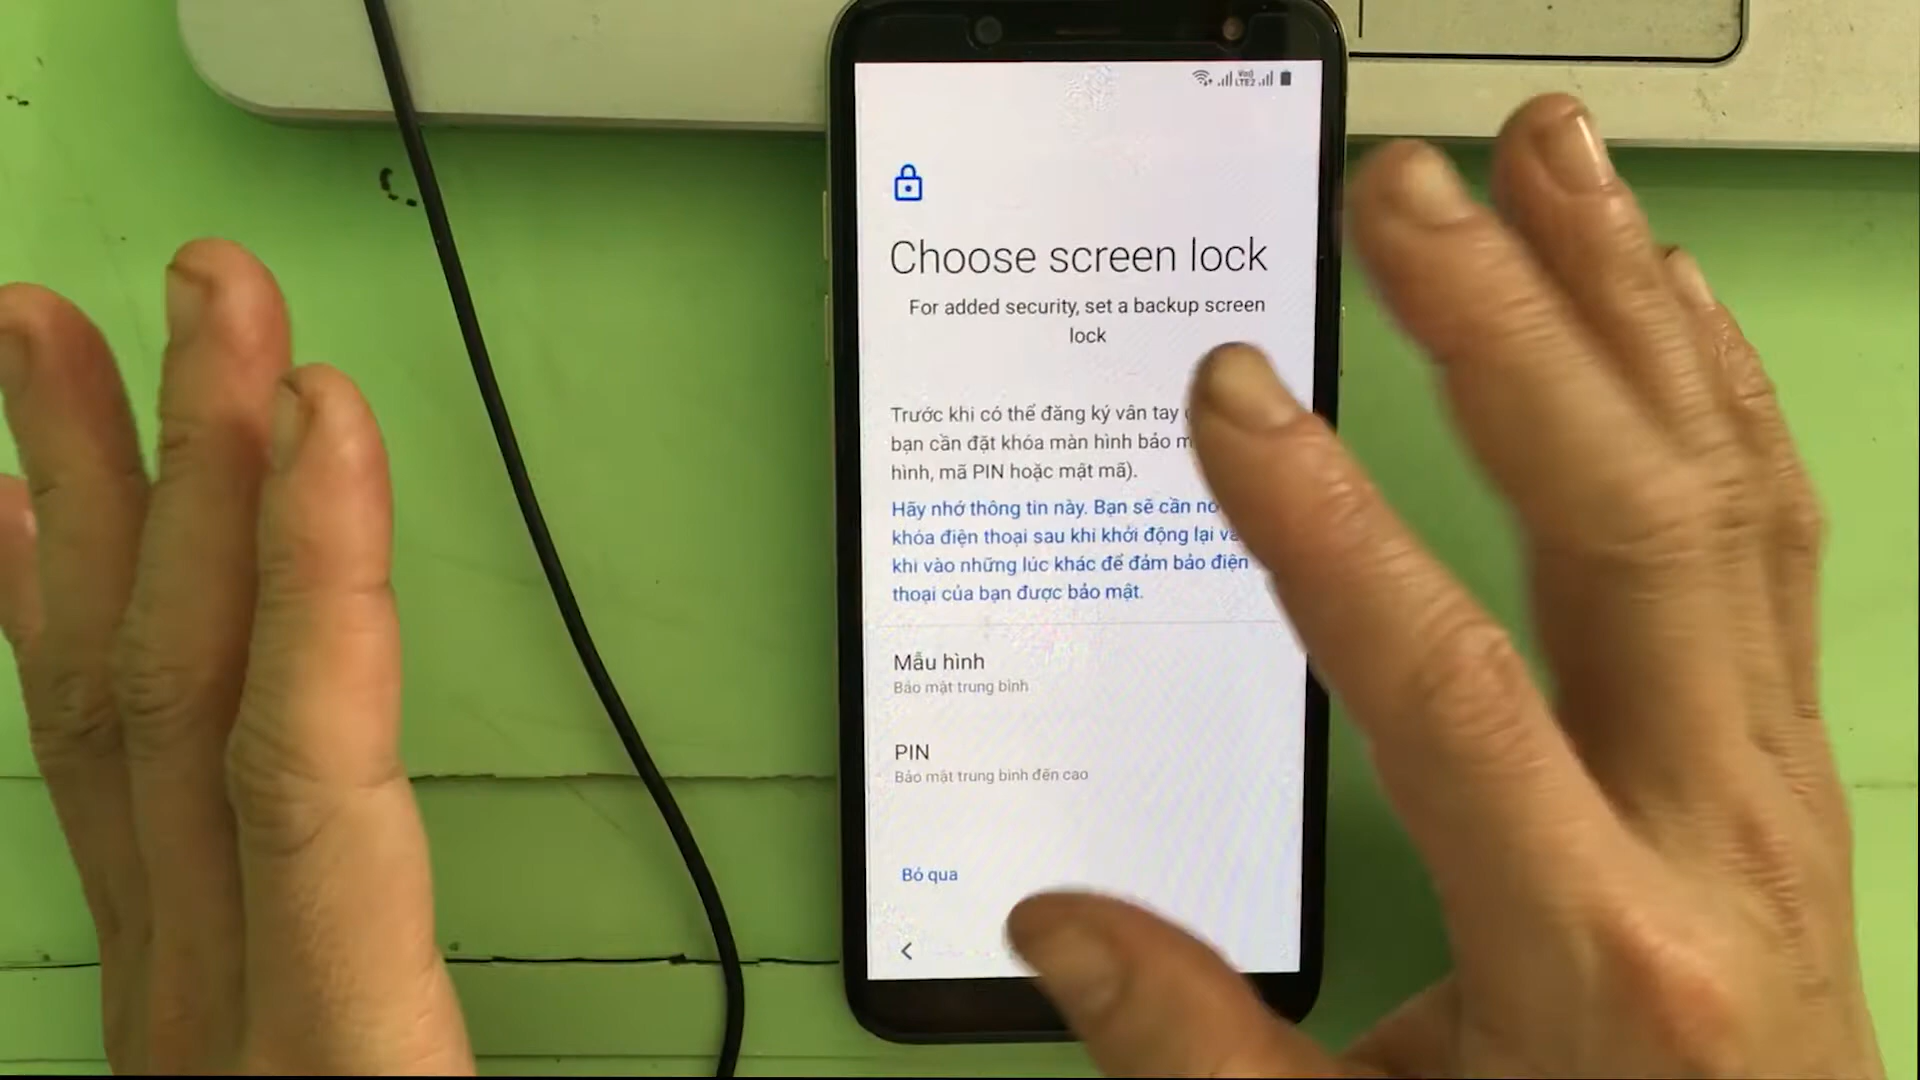 Vo))
LTE2
Choose screen lock
For added security, set a backup screen
lock
Trước khi có thể đăng ký vân tay
bạn cần đặt khóa màn hình bảo
hình, mã PIN hoặc mật mã).
Hãy nhớ thông tin này. Bạn sẽ cần
khóa điện thoại sau khi khởi động lại
khi vào những lúc khác để đảm bảo điện
thoại của bạn được bảo mật.
Mẫu hình
Bảo mật trung bình
PIN
Bảo mật trung bình đến cao
Bỏ qua